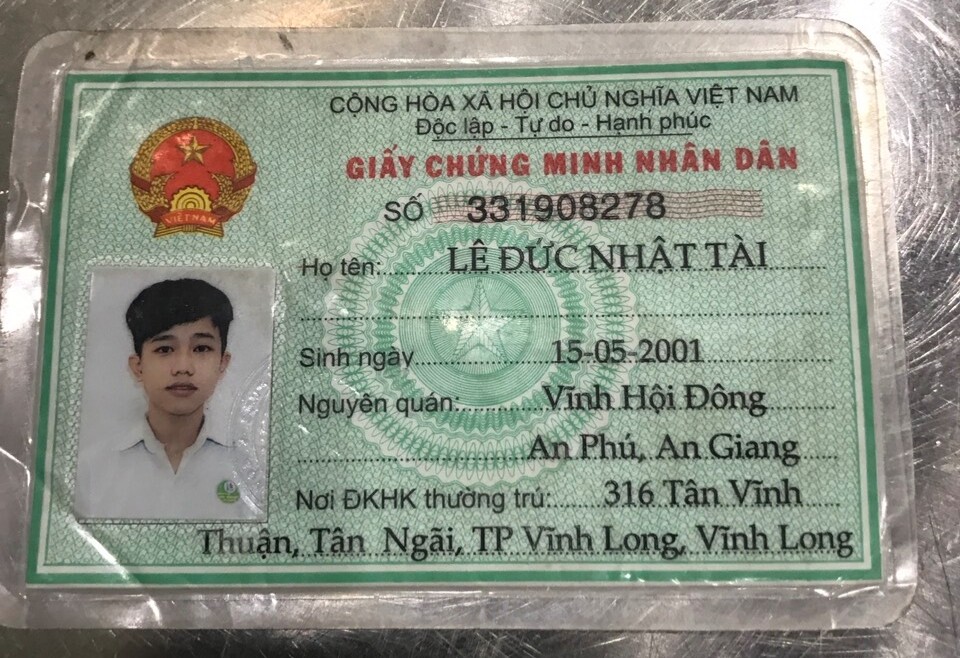 CỘNG HÒA XÃ HỘI CHỦ NGHĨA VIỆT NAM
Độc lập - Tự do - Hạnh phúc
GIẤY CHỨNG MINH NHÂN DÂN
SỐ 331908278
VIỆT NAM
Họ tên: LÊ ĐỨC NHẬT TÀI
Sinh ngày 15-05-2001
Nguyên quán: Vĩnh Hội Đông
An Phú, An Giang
Nơi ĐKHK thường trú: 316 Tân Vĩnh
Thuận, Tân Ngãi, TP Vĩnh Long, Vĩnh Long